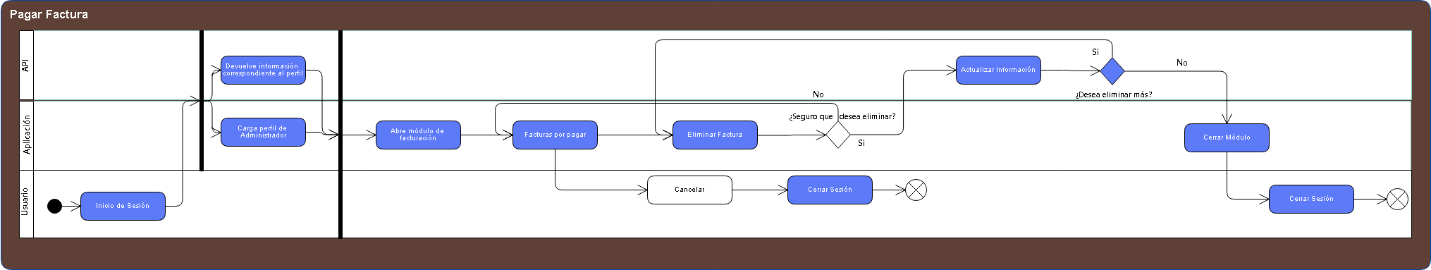 Pagar Factura
API
Devuelve información
correspondiente al perfil
Actualizar Información
Si
No
¿Desea eliminar más?
Aplicación
Carga perfil de
Administrador
Abre módulo de
facturación
Facturas por pagar
Eliminar Factura
No
¿Seguro que desea eliminar?
Si
Cerrar Módulo
Usuario
Inicio de Sesión
Cancelar
Cerrar Sesión
Cerrar Sesión